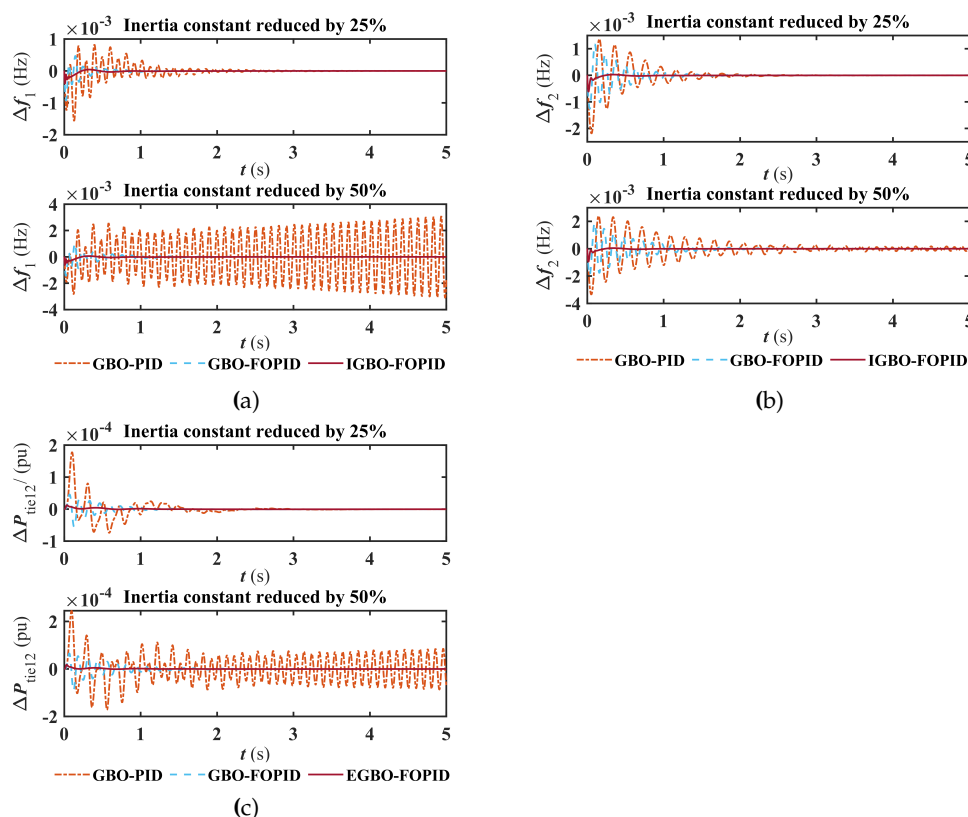 ×10⁻³ Inertia constant reduced by 25%
Δf₁ (Hz)
1
0
-1
-2
0 1 2 3 4 5
t (s)
×10⁻³ Inertia constant reduced by 50%
Δf₁ (Hz)
4
2
0
-2
-4
0 1 2 3 4 5
t (s)
GBO-PID GBO-FOPID IGBO-FOPID
(a)
×10⁻³ Inertia constant reduced by 25%
Δf₂ (Hz)
1
0
-1
-2
0 1 2 3 4 5
t (s)
×10⁻³ Inertia constant reduced by 50%
Δf₂ (Hz)
2
0
-2
-4
0 1 2 3 4 5
t (s)
GBO-PID GBO-FOPID IGBO-FOPID
(b)
×10⁻⁴ Inertia constant reduced by 25%
ΔP_tie12/ (pu)
2
1
0
-1
0 1 2 3 4 5
t (s)
×10⁻⁴ Inertia constant reduced by 50%
ΔP_tie12 (pu)
2
0
-2
0 1 2 3 4 5
t (s)
GBO-PID GBO-FOPID EGBO-FOPID
(c)